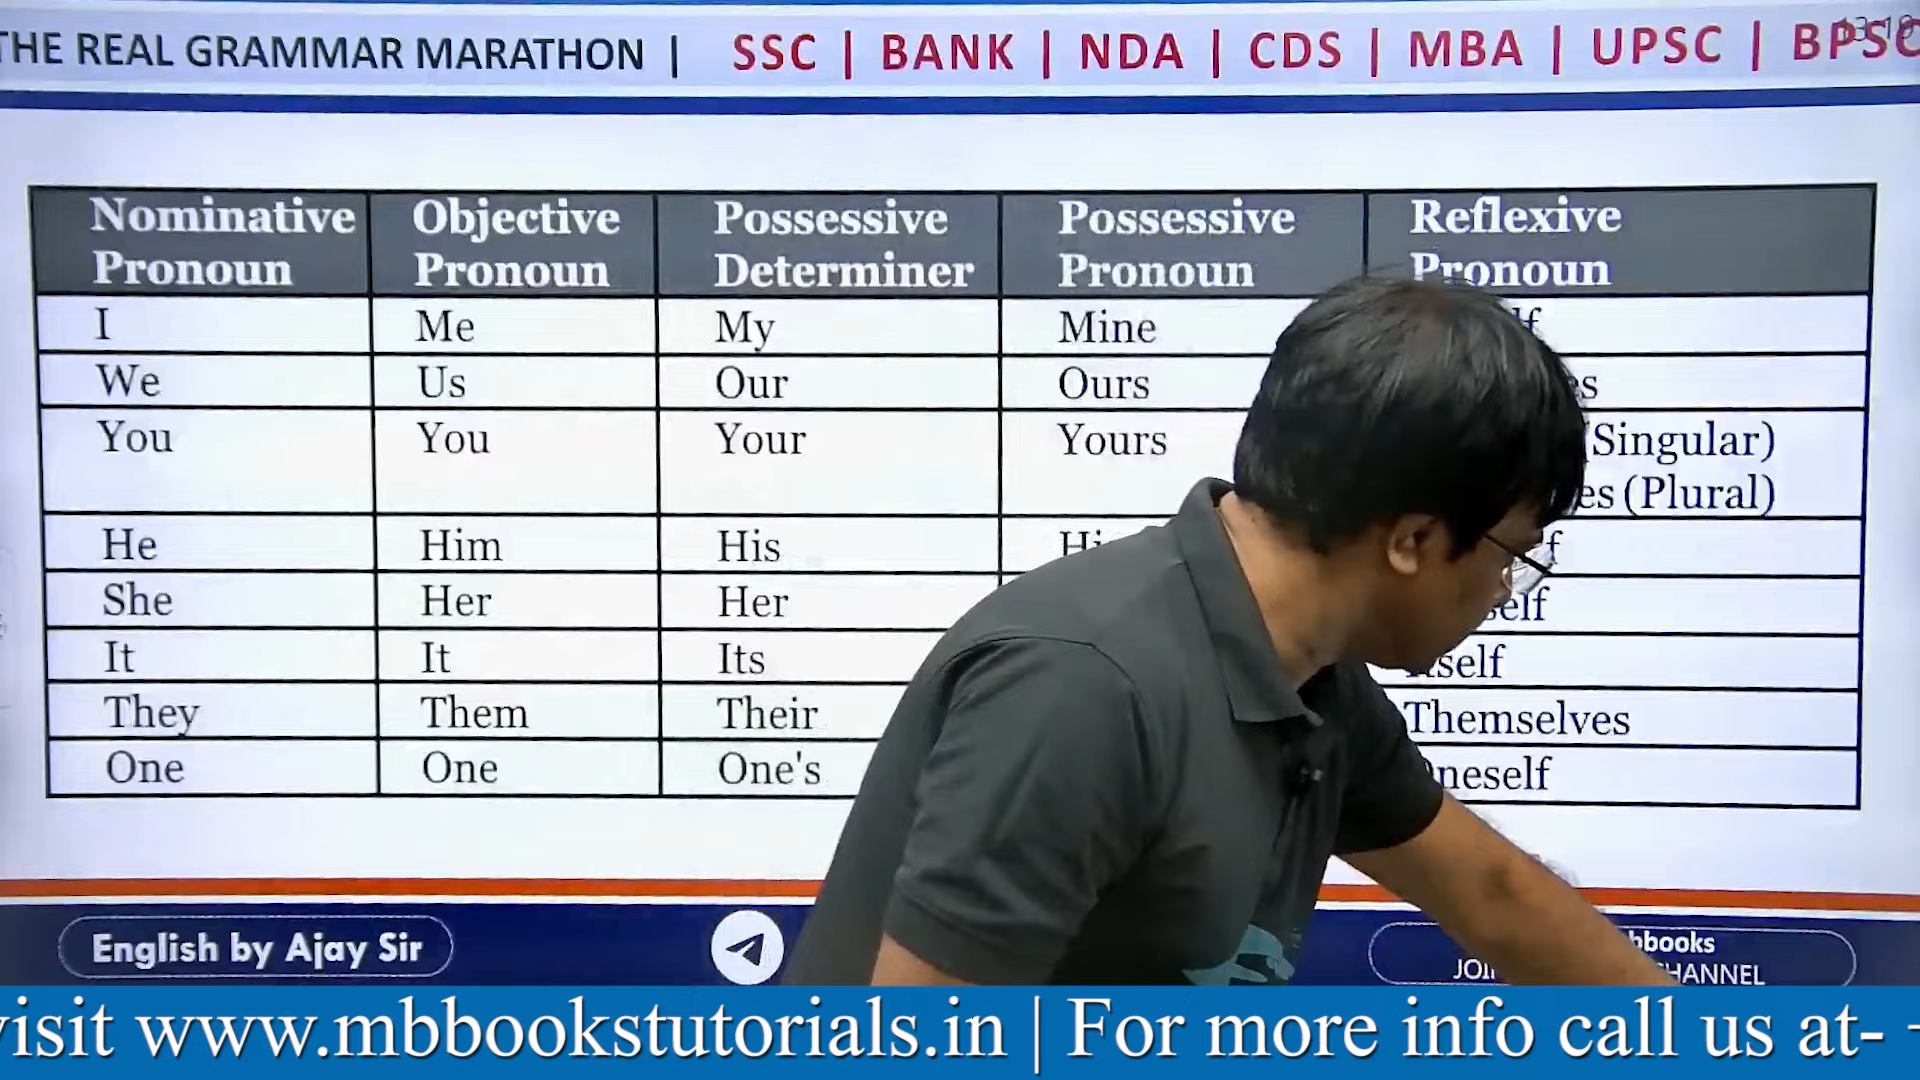 THE REAL GRAMMAR MARATHON | SSC | BANK | NDA | CDS | MBA | UPSC | BPSC
Nominative Pronoun Objective Pronoun Possessive Determiner Possessive Pronoun Reflexive Pronoun
I Me My Mine
We Us Our Ours
You You Your Yours (Singular)
(Plural)
He Him His
She Her Her
It It Its
They Them Their Themselves
One One One's
English by Ajay Sir
visit www.mbbookstutorials.in | For more info call us at-